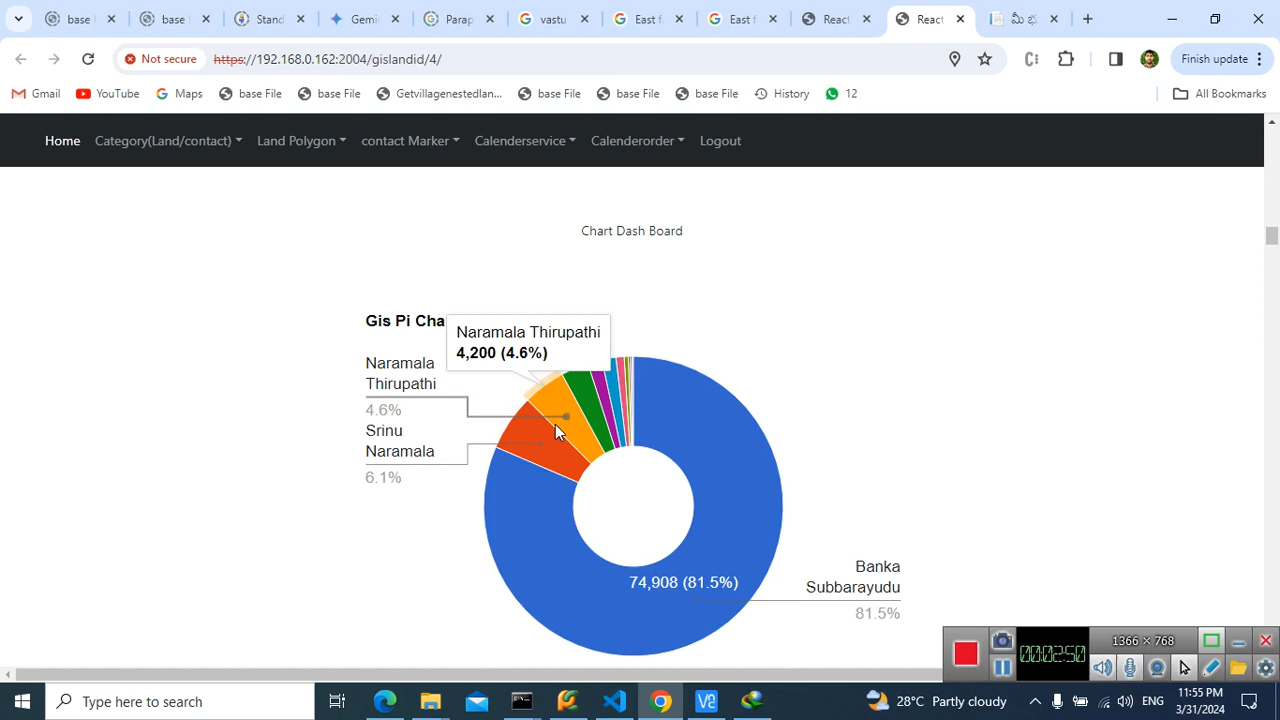 base
base
Stand
Gemi
Parap
vastu
East f
East f
React
React
మీ భ
Not secure
https://192.168.0.162:2004/gislandid/4/
Finish update
Gmail
YouTube
Maps
base File
base File
Getvillagenestedlan...
base File
base File
base File
History
12
All Bookmarks
Home
Category(Land/contact)
Land Polygon
contact Marker
Calenderservice
Calenderorder
Logout
Chart Dash Board
Gis Pi Cha
Naramala Thirupathi
4,200 (4.6%)
Naramala
Thirupathi
4.6%
Srinu
Naramala
6.1%
74,908 (81.5%)
Banka
Subbarayudu
81.5%
1366 × 768
00:02:50
Type here to search
28°C Partly cloudy
ENG
11:55 PM
3/31/2024